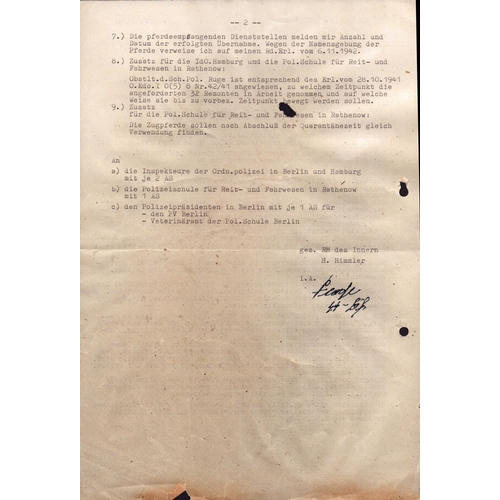 -- 2 --
7.) Die pferdeempfangenden Dienststellen melden mir Anzahl und
Datum der erfolgten Übernahme. Wegen der Namensgebung der
Pferde verweise ich auf meinen Rd.Erl. vom 6.11.1942.
8.) Zusatz für die IdO.Hamburg und die Pol.Schule für Reit- und
Fahrwesen in Rathenow:
Obstlt.d.Sch.Pol. Ruge ist entsprechend des Erl.vom 28.10.1941
O.Kdo.I O(5) 8 Nr.42/41 angewiesen, zu welchem Zeitpunkt die
angeforderten 32 Remonten in Arbeit genommen und auf welche
Weise sie bis zu vorbez. Zeitpunkt bewegt werden sollen.
9.) Zusatz
für die Pol.Schule für Reit- und Fahrwesen in Rathenow:
Die Zugpferde sollen nach Abschluß der Quarantänezeit gleich
Verwendung finden.
An
a) die Inspekteure der Ordn.polizei in Berlin und Hamburg
mit je 2 AS
b) die Polizeischule für Reit- und Fahrwesen in Rathenow
mit 1 AS
c) den Polizeipräsidenten in Berlin mit je 1 AS für
- den PV Berlin
- Veterinäramt der Pol.Schule Berlin
gez. RM des Innern
H. Himmler
i.A.